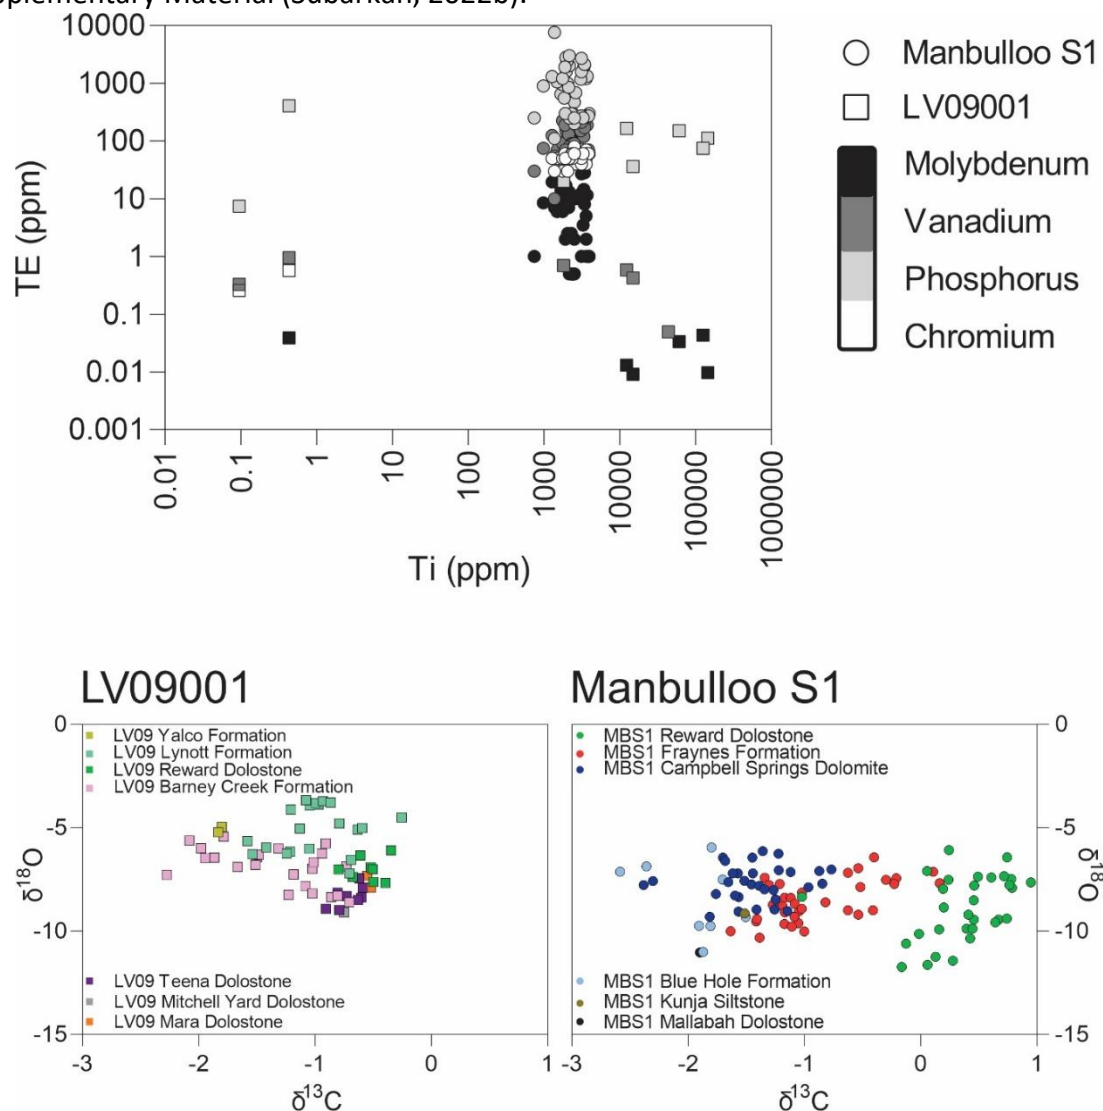 pplementary Material (Subarkah, 2022b).
10000
1000
100
10
1
0.1
0.01
0.001
TE (ppm)
0.01
0.1
1
10
100
1000
10000
100000
1000000
Ti (ppm)
Manbulloo S1
LV09001
Molybdenum
Vanadium
Phosphorus
Chromium
LV09001
0
-5
-10
-15
δ18O
LV09 Yalco Formation
LV09 Lynott Formation
LV09 Reward Dolostone
LV09 Barney Creek Formation
LV09 Teena Dolostone
LV09 Mitchell Yard Dolostone
LV09 Mara Dolostone
-3
-2
-1
0
1
δ13C
Manbulloo S1
MBS1 Reward Dolostone
MBS1 Fraynes Formation
MBS1 Campbell Springs Dolomite
MBS1 Blue Hole Formation
MBS1 Kunja Siltstone
MBS1 Mallabah Dolostone
0
-5
-10
-15
δ18O
-3
-2
-1
0
1
δ13C